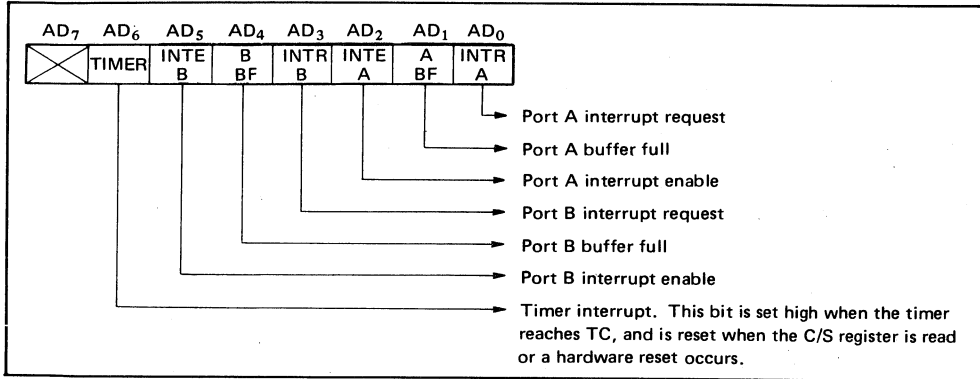 AD7 AD6 AD5 AD4 AD3 AD2 AD1 AD0
TIMER INTE B B BF INTR B INTE A A BF INTR A
Port A interrupt request
Port A buffer full
Port A interrupt enable
Port B interrupt request
Port B buffer full
Port B interrupt enable
Timer interrupt. This bit is set high when the timer
reaches TC, and is reset when the C/S register is read
or a hardware reset occurs.